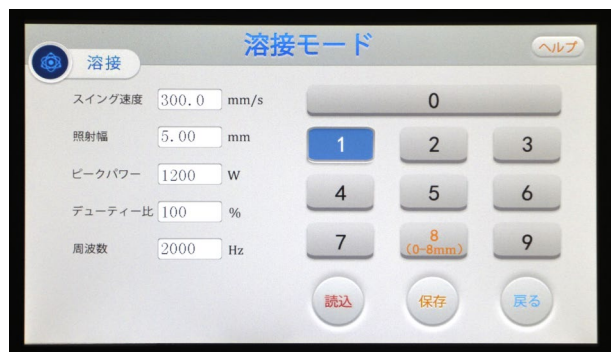 溶接モード
ヘルプ
溶接
スイング速度 300.0 mm/s
照射幅 5.00 mm
ピークパワー 1200 W
デューティー比 100 %
周波数 2000 Hz
0
1 2 3
4 5 6
7 8 9
(0-8mm)
読込 保存 戻る